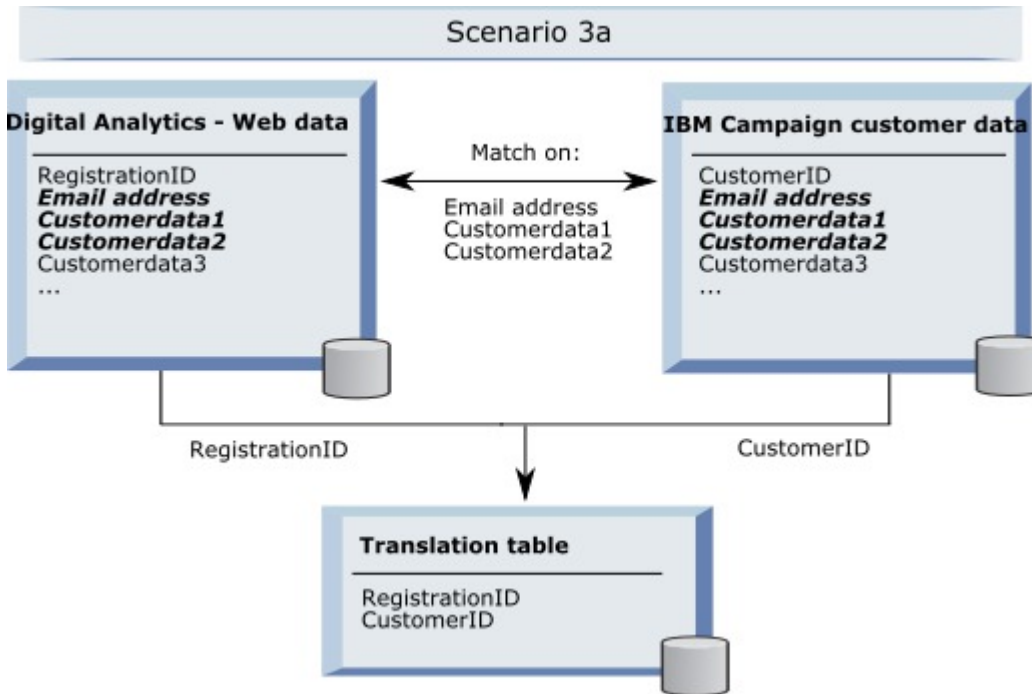 Scenario 3a
Digital Analytics - Web data
RegistrationID
Email address
Customerdata1
Customerdata2
Customerdata3
...
Match on:
Email address
Customerdata1
Customerdata2
IBM Campaign customer data
CustomerID
Email address
Customerdata1
Customerdata2
Customerdata3
...
RegistrationID
CustomerID
Translation table
RegistrationID
CustomerID